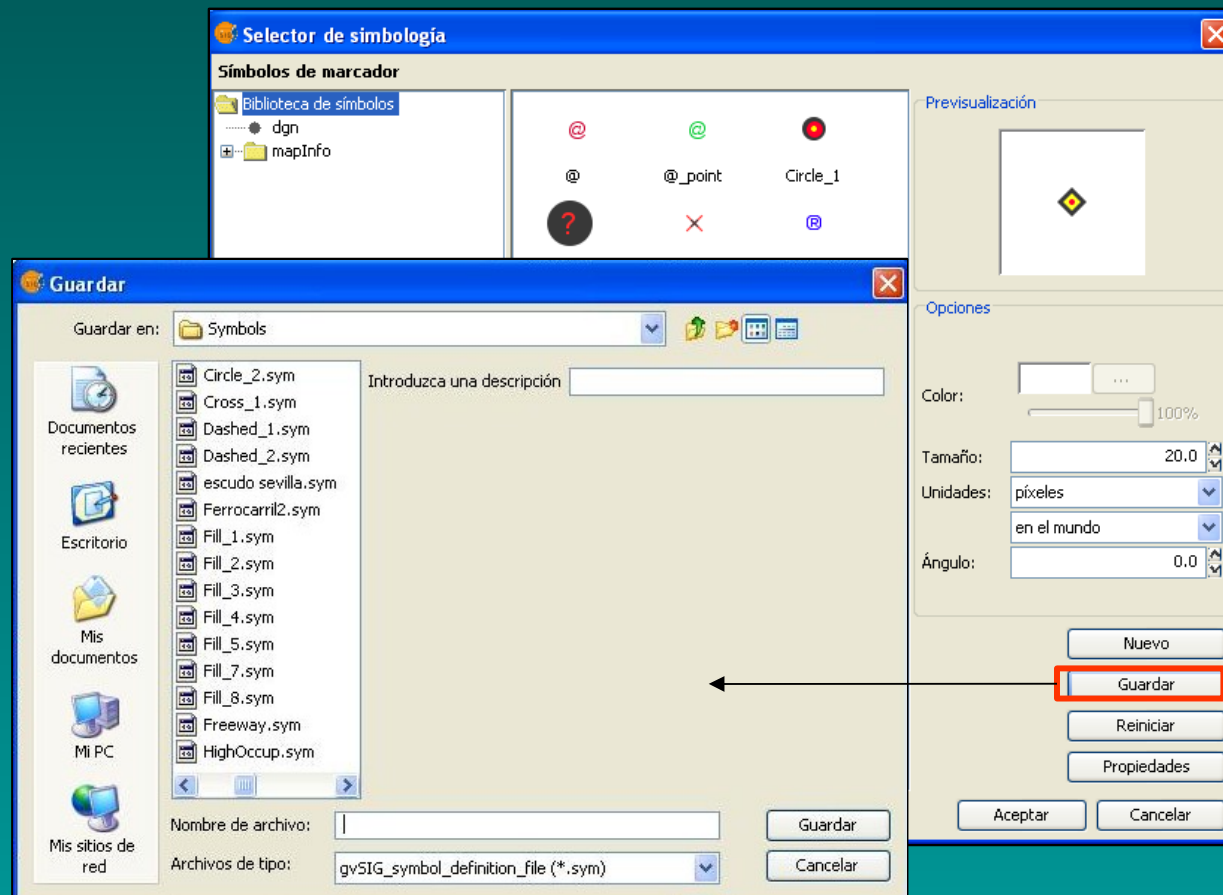 Selector de simbología
Símbolos de marcador
Biblioteca de símbolos
dgn
mapInfo
@
@
@
@_point
Circle_1
?
R
Previsualización
Opciones
Color:
...
100%
Tamaño:
20.0
Unidades:
píxeles
en el mundo
Ángulo:
0.0
Nuevo
Guardar
Reiniciar
Propiedades
Aceptar
Cancelar
Guardar
Guardar en:
Symbols
Documentos recientes
Escritorio
Mis documentos
Mi PC
Mis sitios de red
Circle_2.sym
Cross_1.sym
Dashed_1.sym
Dashed_2.sym
escudo sevilla.sym
Ferrocarril2.sym
Fill_1.sym
Fill_2.sym
Fill_3.sym
Fill_4.sym
Fill_5.sym
Fill_7.sym
Fill_8.sym
Freeway.sym
HighOccup.sym
Introduzca una descripción
Nombre de archivo:
Guardar
Archivos de tipo:
gvSIG_symbol_definition_file (*.sym)
Cancelar